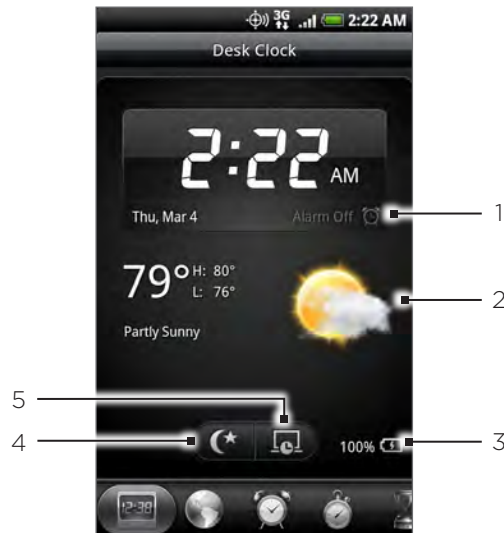 3G 2:22 AM
Desk Clock
2:22 AM
Thu, Mar 4 Alarm Off 1
79° H: 80°
L: 76°
2
Partly Sunny
5
4 100% 3
12:38